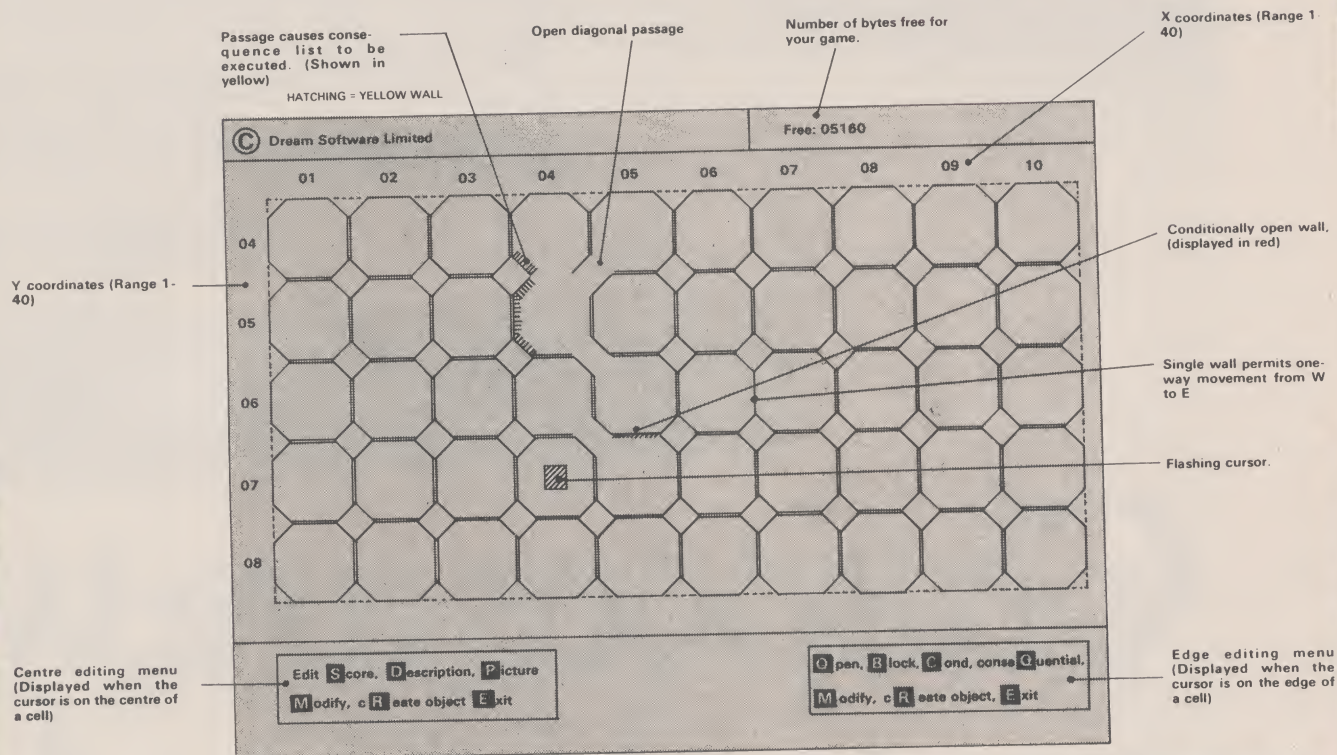 Passage causes conse-
quence list to be
executed. (Shown in
yellow)
HATCHING = YELLOW WALL
Open diagonal passage
Number of bytes free for
your game.
X coordinates (Range 1-
40)
© Dream Software Limited
Free: 05160
01 02 03 04 05 06 07 08 09 10
04
05
06
07
08
Y coordinates (Range 1-
40)
Conditionally open wall,
(displayed in red)
Single wall permits one-
way movement from W
to E
Flashing cursor.
Centre editing menu
(Displayed when the
cursor is on the centre of
a cell)
Edit Score, Description, Picture
Modify, cReate object Exit
Open, Block, Cond, conseQuential,
Modify, cReate object, Exit
Edge editing menu
(Displayed when the
cursor is on the edge of
a cell)